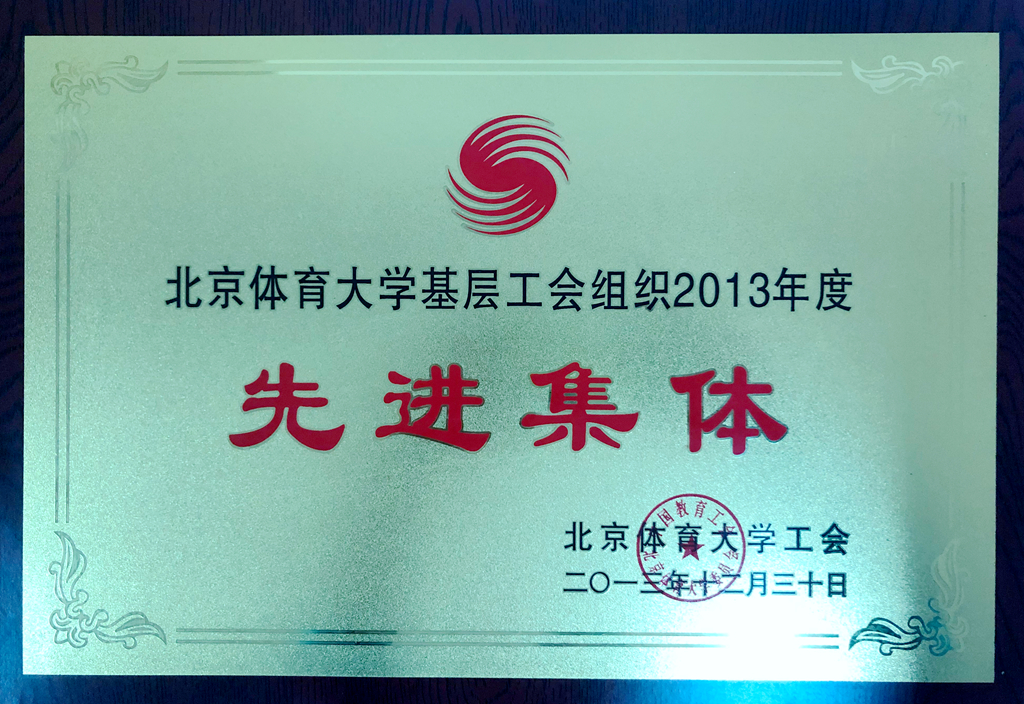 北京体育大学基层工会组织2013年度
先进集体
北京体育大学工会
二〇一三年十二月三十日